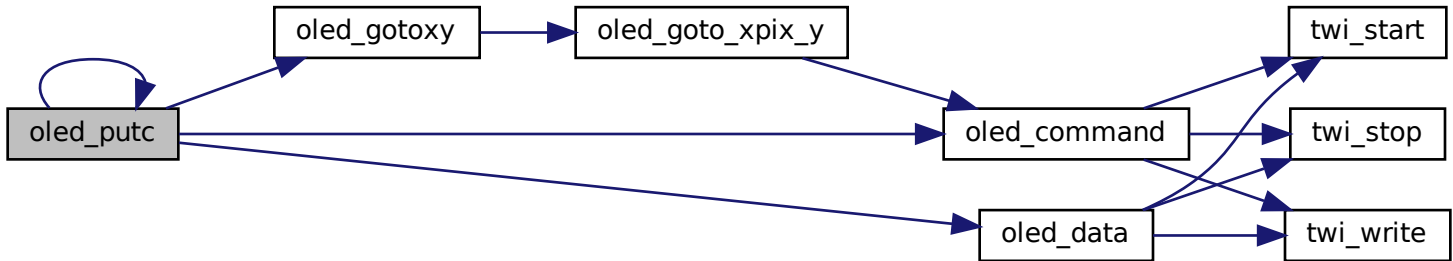 oled_gotoxy
oled_goto_xpix_y
twi_start
oled_putc
oled_command
twi_stop
oled_data
twi_write